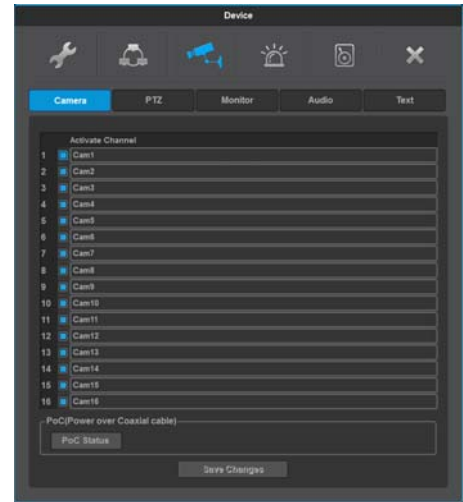 Device
Camera PTZ Monitor Audio Text
Activate Channel
1 Cam1
2 Cam2
3 Cam3
4 Cam4
5 Cam5
6 Cam6
7 Cam7
8 Cam8
9 Cam9
10 Cam10
11 Cam11
12 Cam12
13 Cam13
14 Cam14
15 Cam15
16 Cam16
PoC(Power over Coaxial cable)
PoC Status
Save Changes